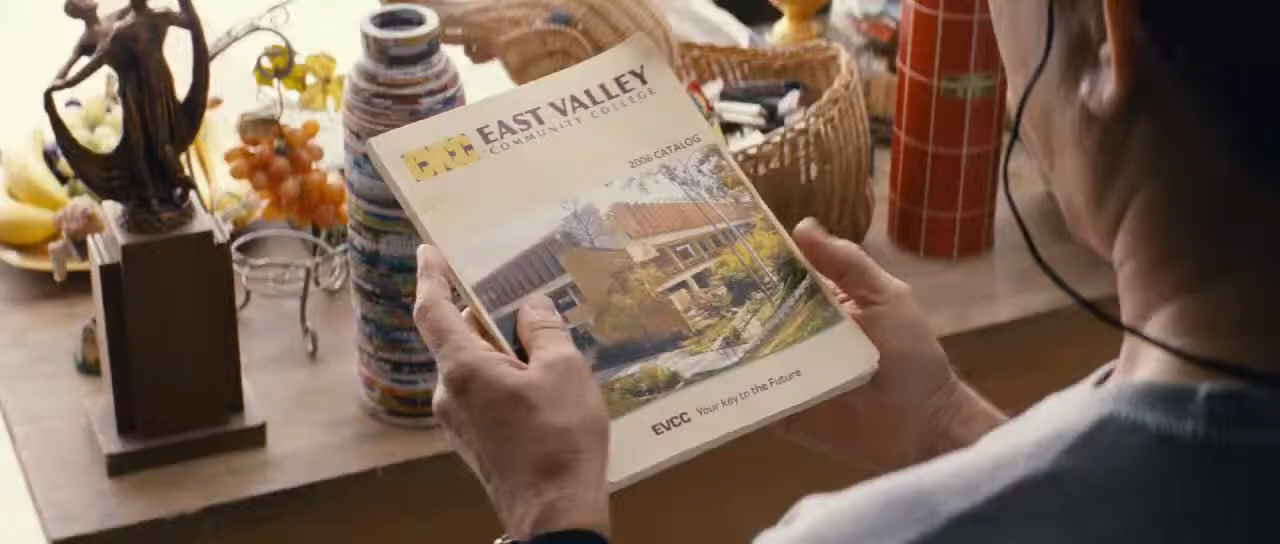 EAST VALLEY
COMMUNITY COLLEGE
2006 CATALOG
EVCC Your Key to the Future